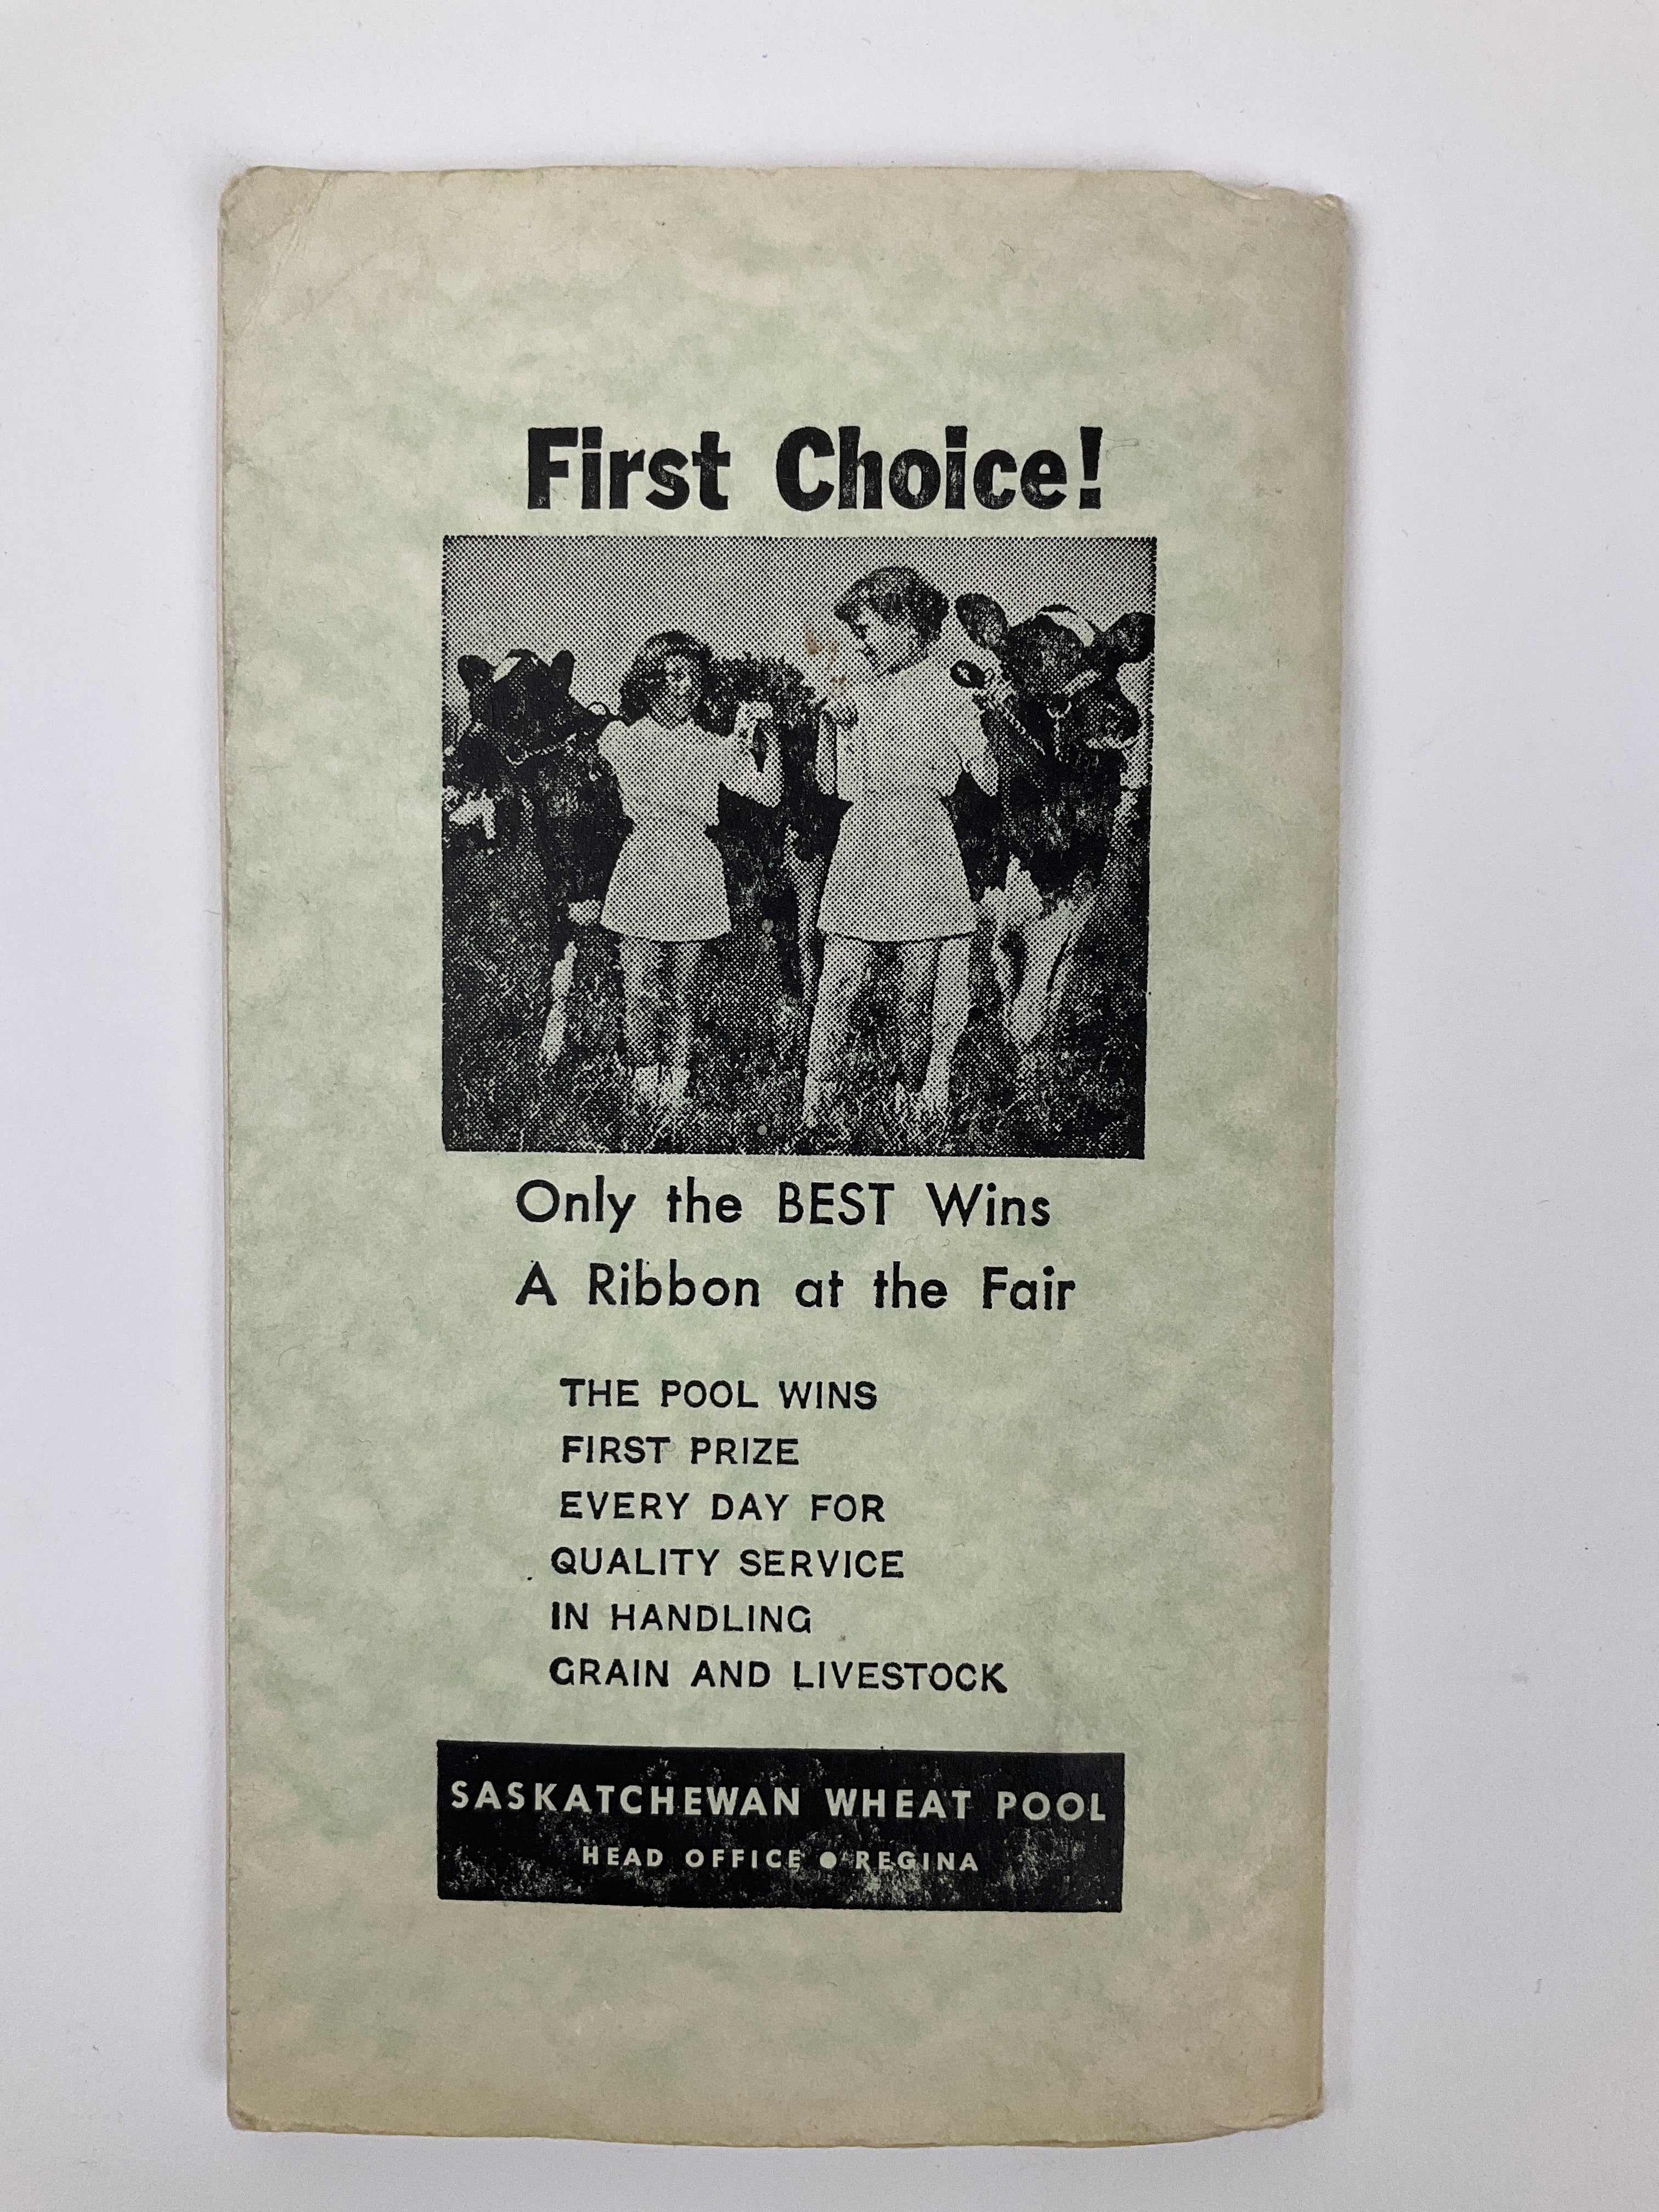 First Choice!
Only the BEST Wins
A Ribbon at the Fair
THE POOL WINS
FIRST PRIZE
EVERY DAY FOR
QUALITY SERVICE
IN HANDLING
GRAIN AND LIVESTOCK
SASKATCHEWAN WHEAT POOL
HEAD OFFICE ● REGINA